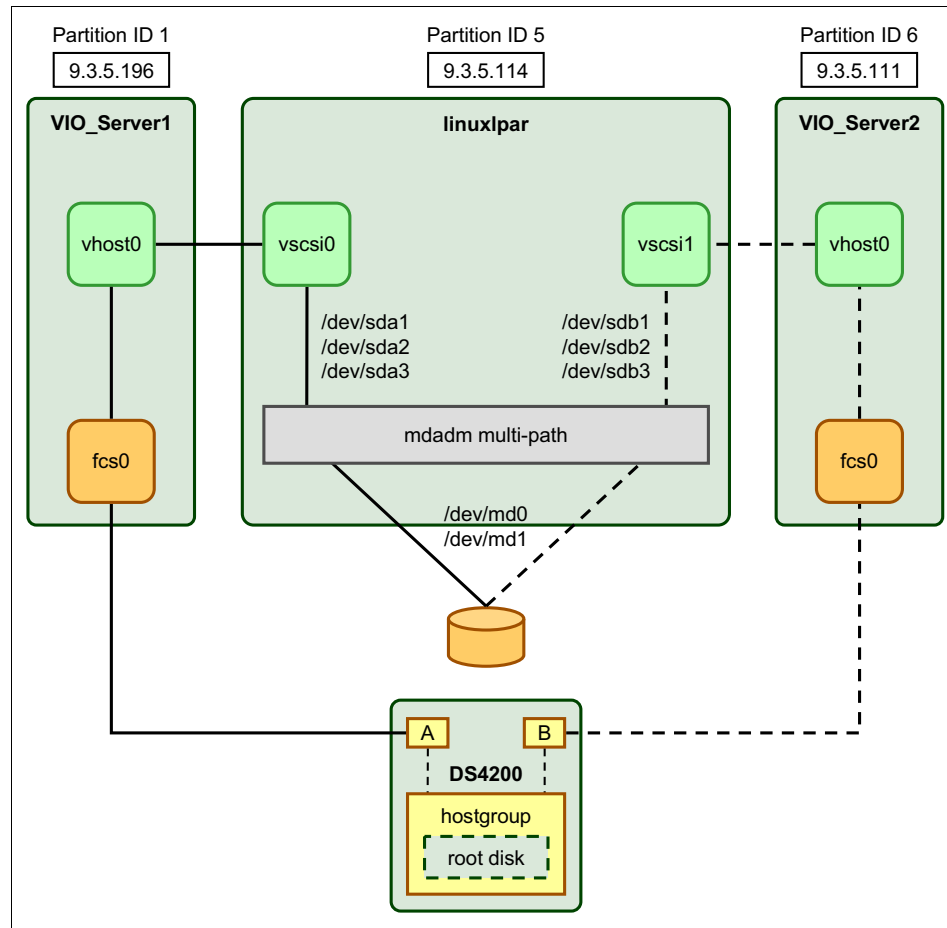 Partition ID 1
Partition ID 5
Partition ID 6
9.3.5.196
9.3.5.114
9.3.5.111
VIO_Server1
linuxlpar
VIO_Server2
vhost0
vscsi0
vscsi1
vhost0
/dev/sda1
/dev/sda2
/dev/sda3
/dev/sdb1
/dev/sdb2
/dev/sdb3
mdadm multi-path
fcs0
fcs0
/dev/md0
/dev/md1
A
B
DS4200
hostgroup
root disk